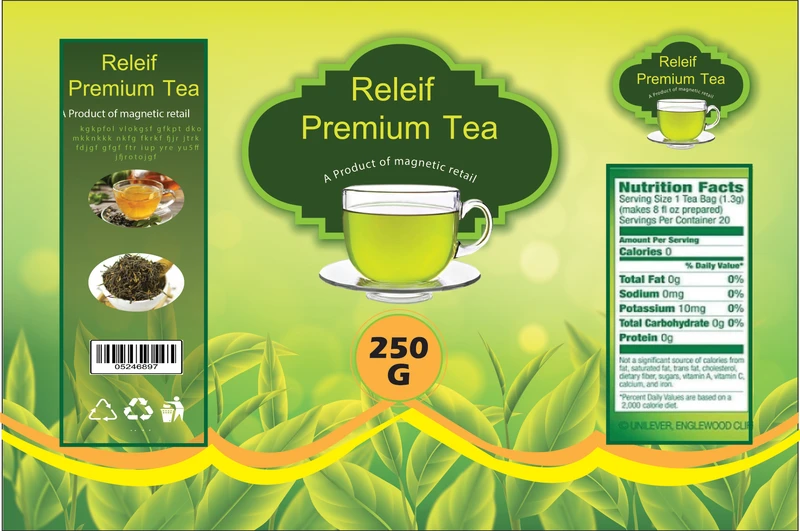 Releif
Premium Tea
A Product of magnetic retail
kgkpfol vlokgsf gfkpt dko
mkknkkk nkfg fkrkf fjjr jtrk
fdjgf gfgf ftr iup yre yu5ff
jfjrotojgf
05246897
Releif
Premium Tea
A Product of magnetic retail
250
G
Releif
Premium Tea
A Product of magnetic retail
Nutrition Facts
Serving Size 1 Tea Bag (1.3g)
(makes 8 fl oz prepared)
Servings Per Container 20
Amount Per Serving
Calories 0
% Daily Value*
Total Fat 0g 0%
Sodium 0mg 0%
Potassium 10mg 0%
Total Carbohydrate 0g 0%
Protein 0g
Not a significant source of calories from
fat, saturated fat, trans fat, cholesterol,
dietary fiber, sugars, vitamin A, vitamin C,
calcium, and iron.
*Percent Daily Values are based on a
2,000 calorie diet.
© UNILEVER, ENGLEWOOD CLIF